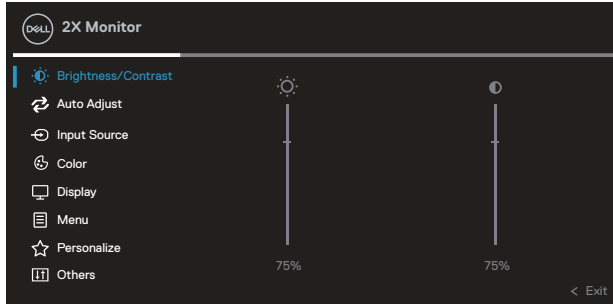 DELL 2X Monitor
Brightness/Contrast
Auto Adjust
Input Source
Color
Display
Menu
Personalize
Others
75% 75%
< Exit